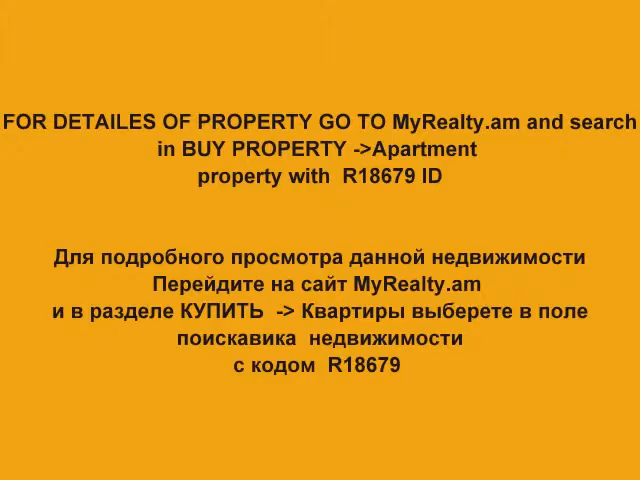 FOR DETAILES OF PROPERTY GO TO MyRealty.am and search
in BUY PROPERTY ->Apartment
property with R18679 ID
Для подробного просмотра данной недвижимости
Перейдите на сайт MyRealty.am
и в разделе КУПИТЬ -> Квартиры выберете в поле
поискавика недвижимости
с кодом R18679